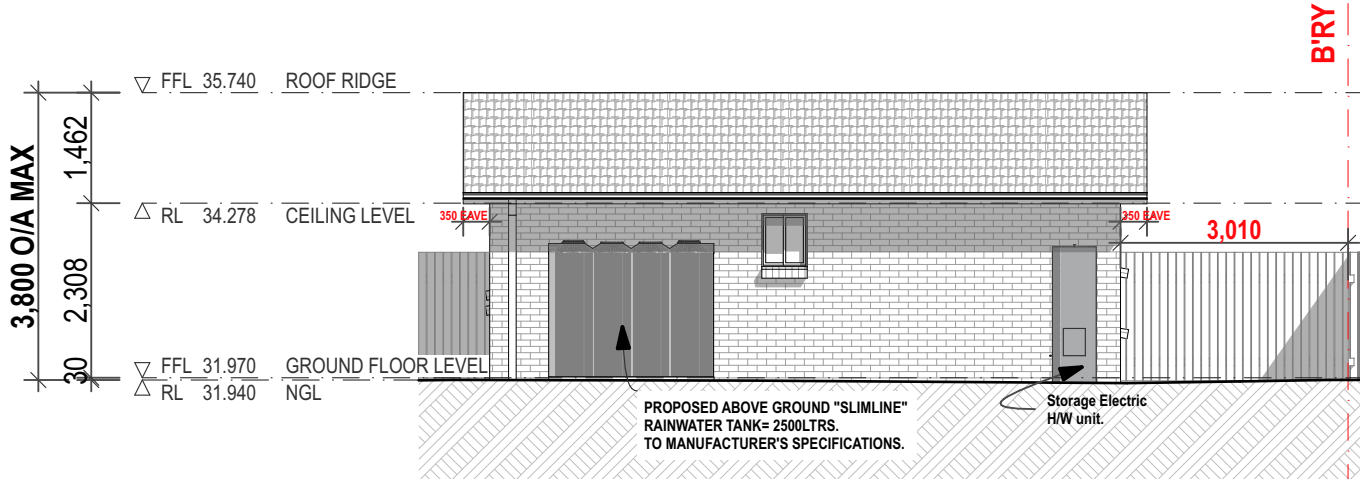 B'RY
FFL 35.740 ROOF RIDGE
3,800 O/A MAX
1,462
RL 34.278 CEILING LEVEL
350 EAVE
350 EAVE
3,010
2,308
FFL 31.970 GROUND FLOOR LEVEL
30
RL 31.940 NGL
PROPOSED ABOVE GROUND "SLIMLINE"
RAINWATER TANK= 2500LTRS.
TO MANUFACTURER'S SPECIFICATIONS.
Storage Electric
H/W unit.